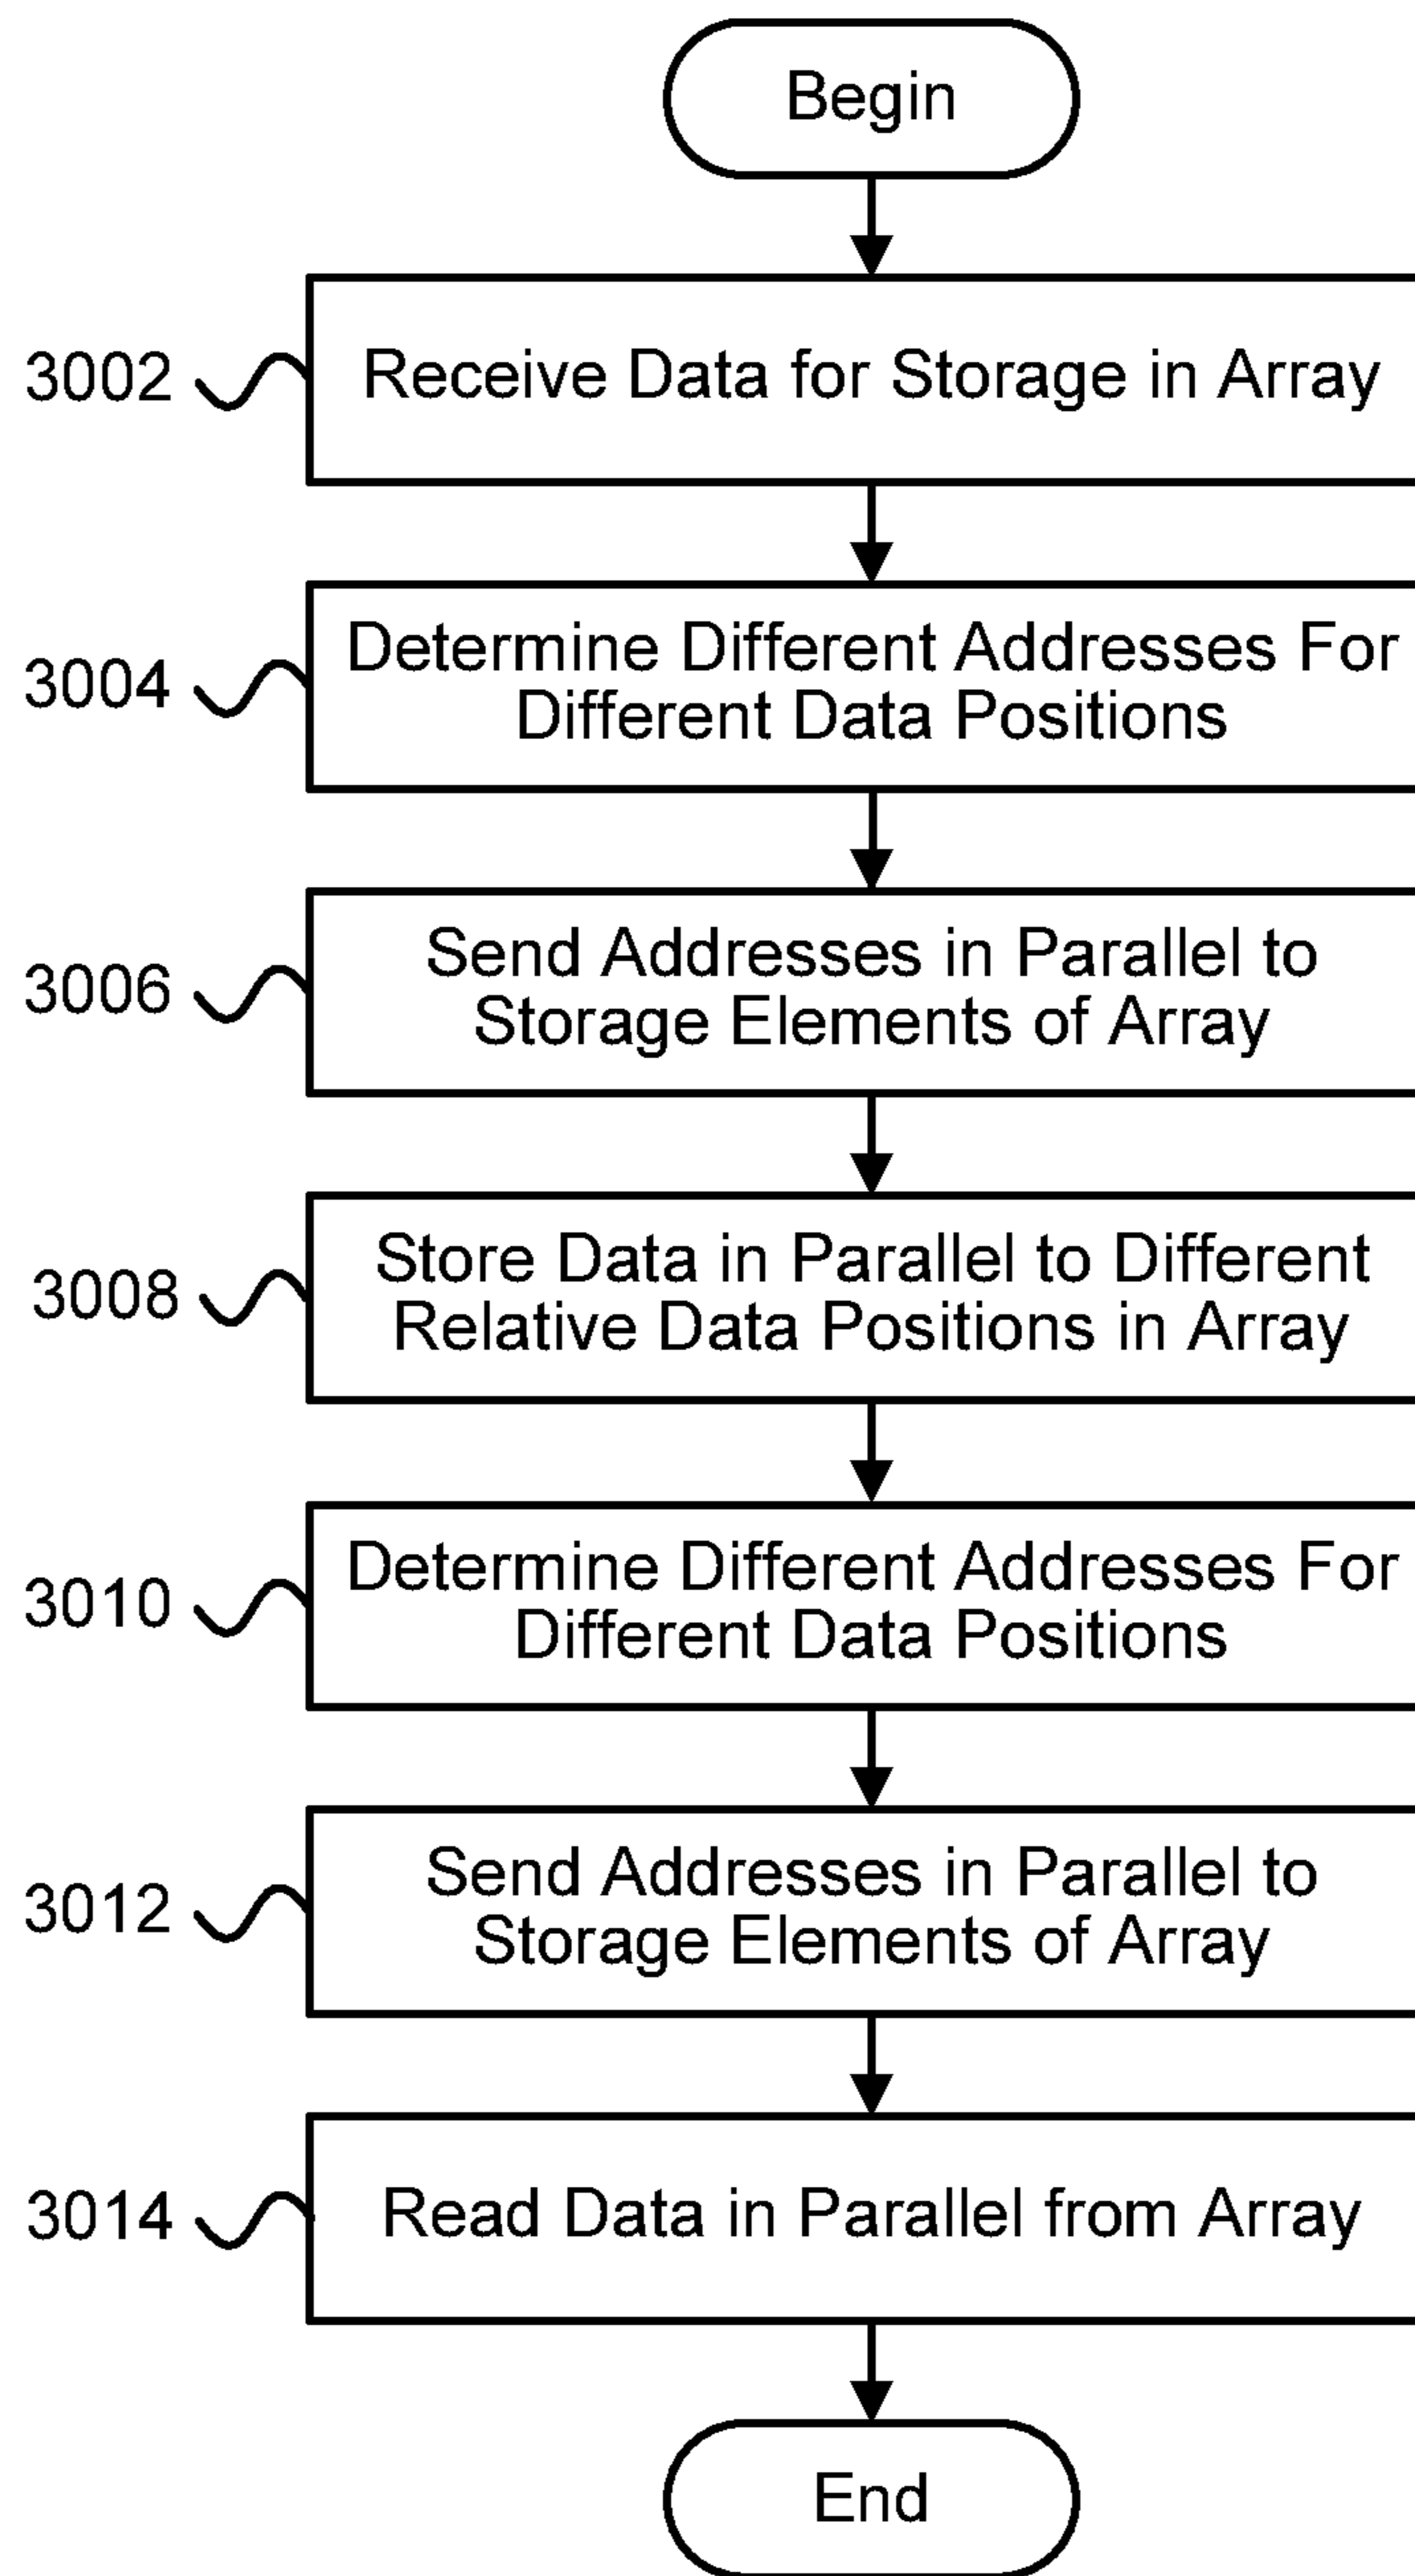 Begin
3002
Receive Data for Storage in Array
3004
Determine Different Addresses For
Different Data Positions
3006
Send Addresses in Parallel to
Storage Elements of Array
3008
Store Data in Parallel to Different
Relative Data Positions in Array
3010
Determine Different Addresses For
Different Data Positions
3012
Send Addresses in Parallel to
Storage Elements of Array
3014
Read Data in Parallel from Array
End